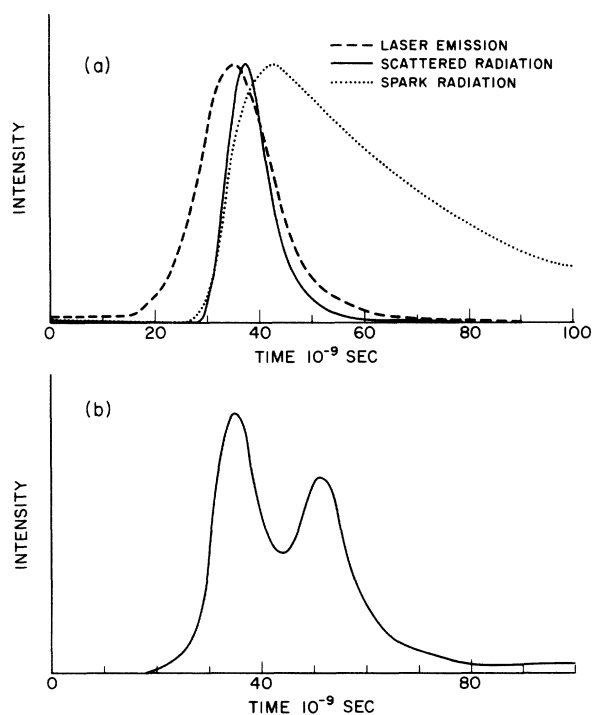 (a)
LASER EMISSION
SCATTERED RADIATION
SPARK RADIATION
INTENSITY
0 20 40 60 80 100
TIME 10⁻⁹ SEC
(b)
INTENSITY
0 40 80
TIME 10⁻⁹ SEC